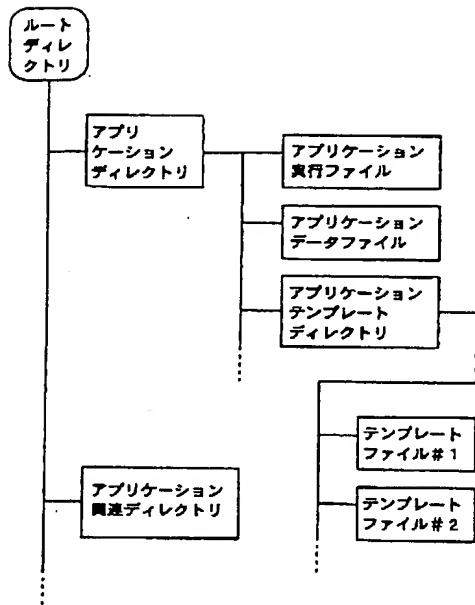 ルート
ディレ
クトリ
アプリ
ケーション
ディレクトリ
アプリケーション
実行ファイル
アプリケーション
データファイル
アプリケーション
テンプレート
ディレクトリ
テンプレート
ファイル＃1
アプリケーション
関連ディレクトリ
テンプレート
ファイル＃2